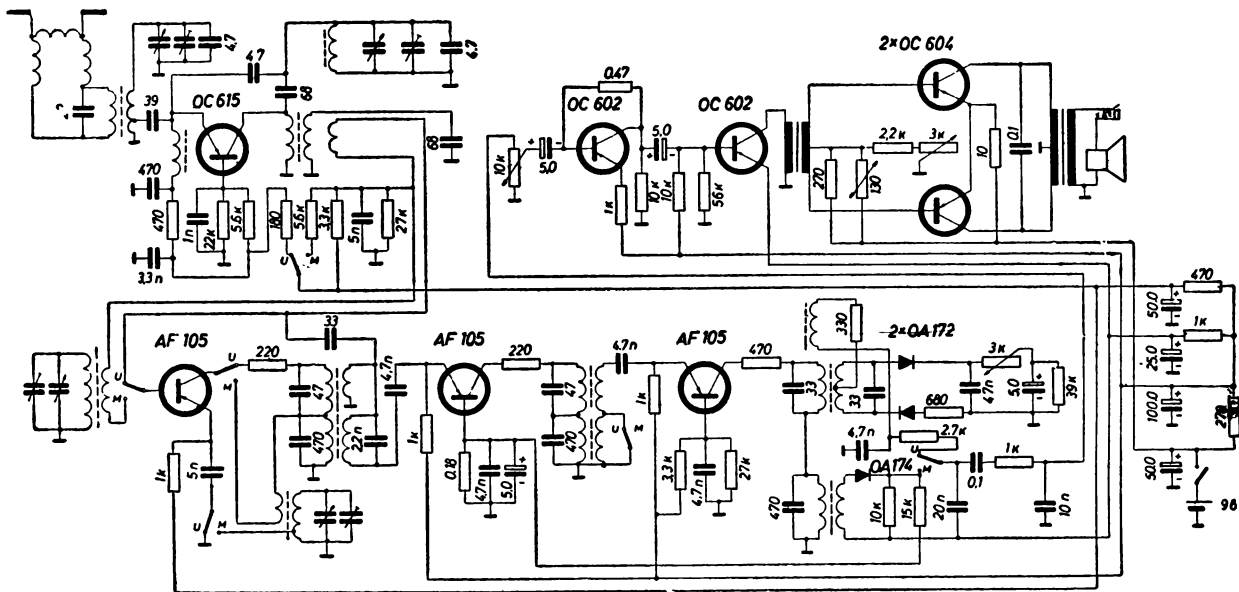 4.7
4.7
4.7
39
OC 615
68
68
470
470
1n
22k
5.6k
180
5.6k
3.3k
5n
27k
3,3n
U
M
OC 602
0.47
10k
5,0
5,0
1k
10k
10k
56k
OC 602
2×OC 604
2,2k
3k
270
130
10
0.1
470
50.0
1k
25.0
100.0
270
50.0
AF 105
U
M
220
33
47
470
22n
4,7n
1k
5n
U
M
AF 105
1k
220
0.18
4,7n
5.0
47
470
U
M
4.7n
1k
AF 105
470
3,3k
4.7n
27k
33
470
330
33
2×OA 172
680
47n
3k
5.0
39k
4,7n
2.7k
U
M
OA 174
10k
15k
20n
0.1
1k
10n